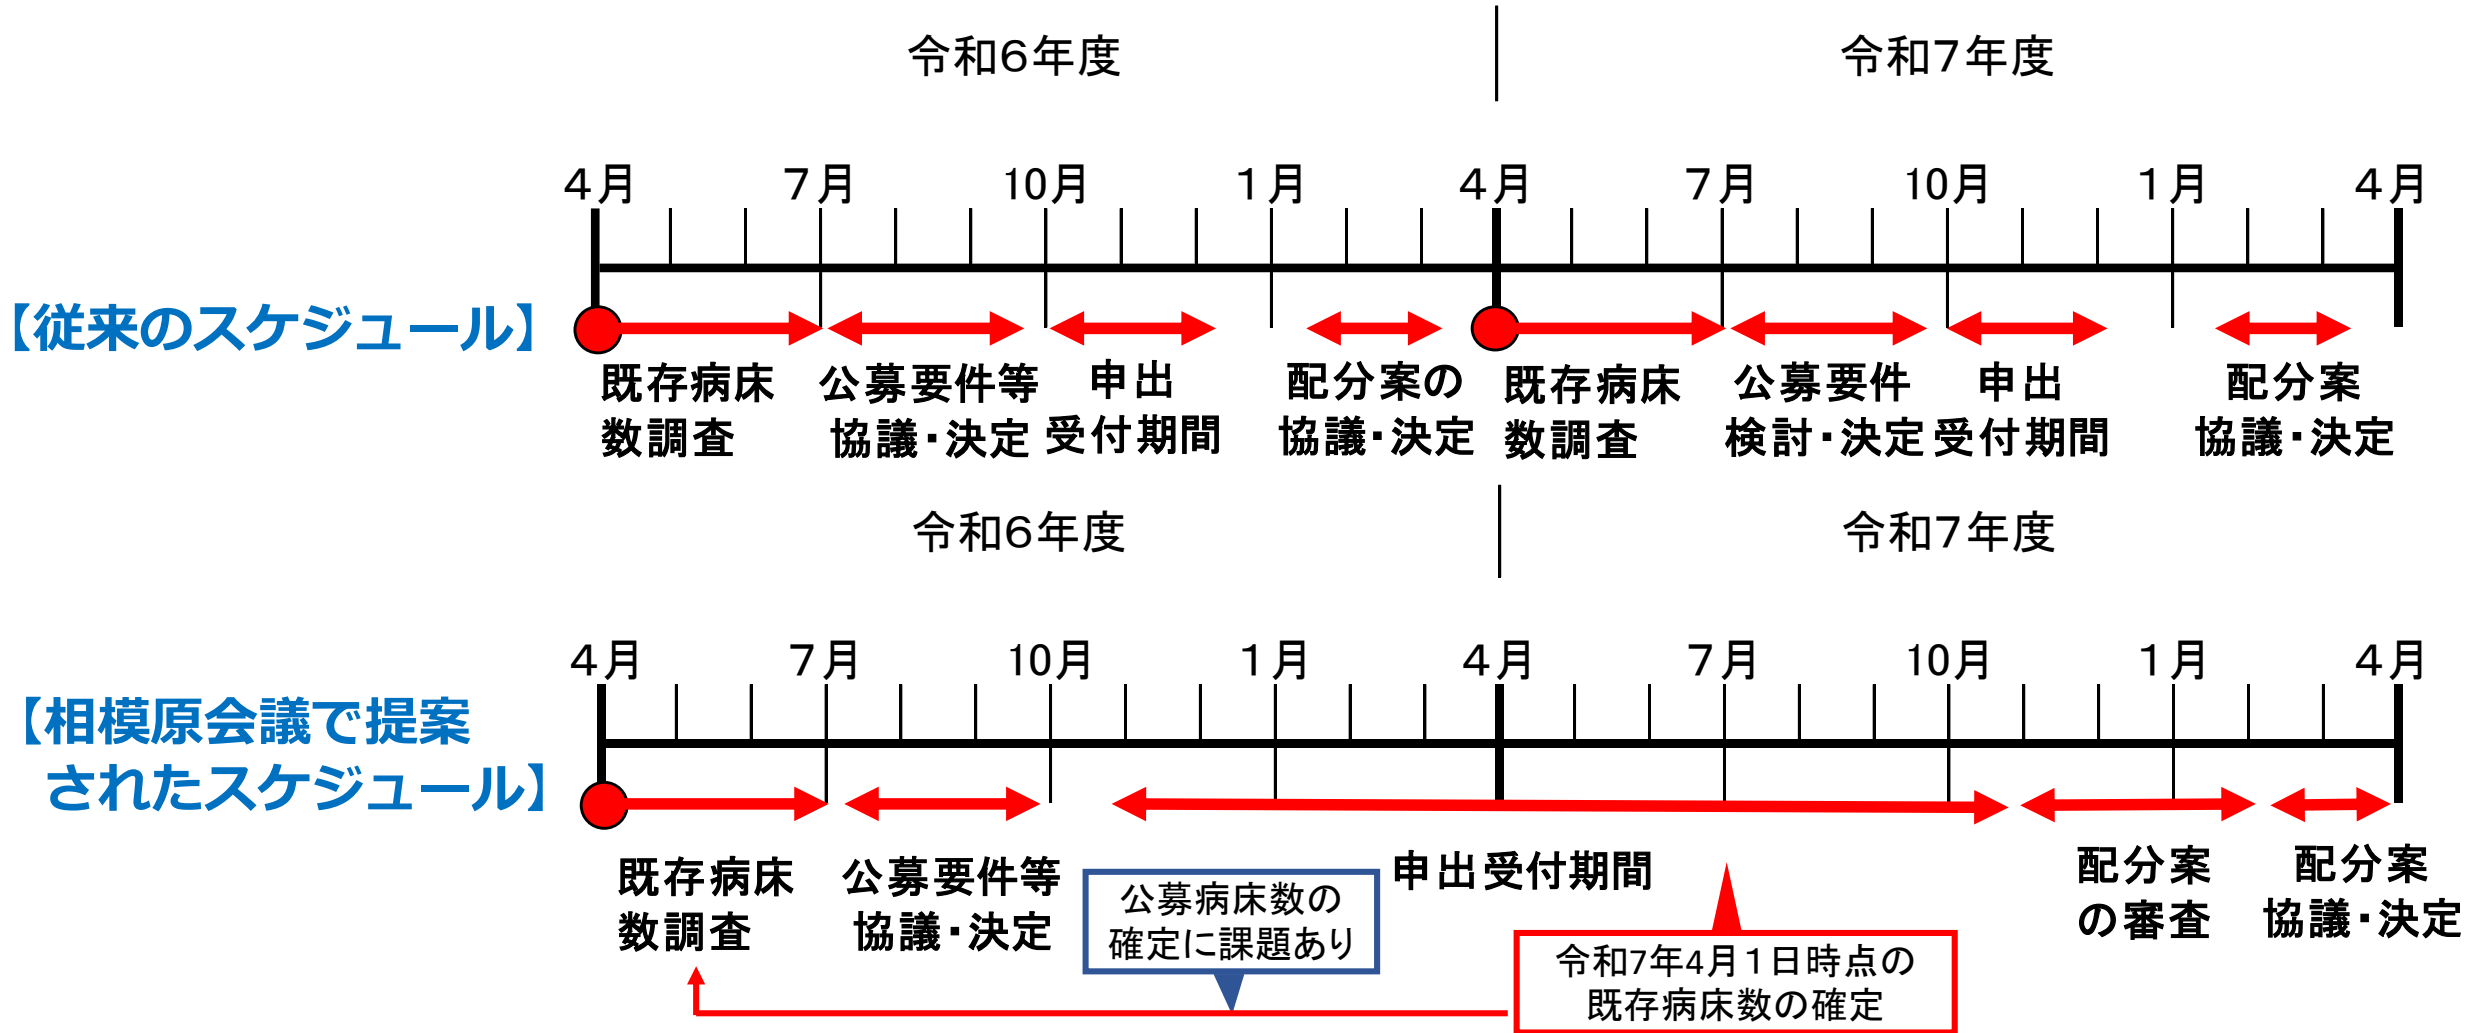 令和6年度
令和7年度
4月 7月 10月 1月 4月 7月 10月 1月 4月
【従来のスケジュール】
既存病床
数調査
公募要件等
協議・決定
申出
受付期間
配分案の
協議・決定
既存病床
数調査
公募要件
検討・決定
申出
受付期間
配分案
協議・決定
令和6年度
令和7年度
4月 7月 10月 1月 4月 7月 10月 1月 4月
【相模原会議で提案
されたスケジュール】
既存病床
数調査
公募要件等
協議・決定
申出受付期間
配分案
の審査
配分案
協議・決定
公募病床数の
確定に課題あり
令和7年4月1日時点の
既存病床数の確定